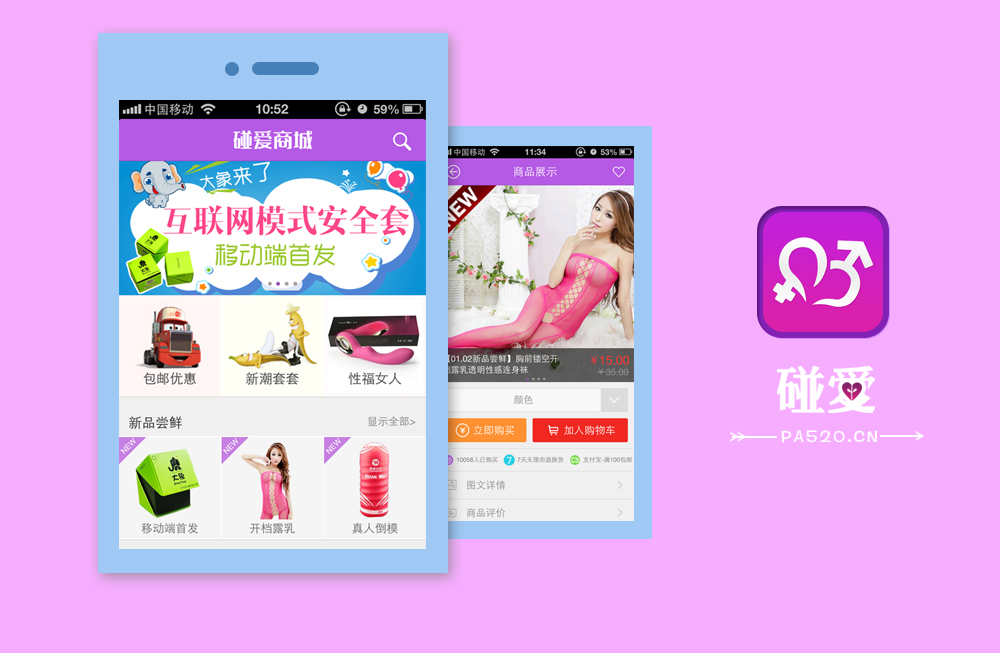 中国移动 10:52 59%
碰爱商城
大象来了
互联网模式安全套
移动端首发
大象
大象
包邮优惠
新潮套套
性福女人
新品尝鲜
显示全部>
NEW
NEW
NEW
大象
移动端首发
开档露乳
真人倒模
中国移动 11:34 53%
商品展示
NEW
【01.02新品尝鲜】胸前镂空开
档露乳透明性感连身袜
¥15.00
¥35.00
颜色
立即购买
加入购物车
10058人已购买
7天无理由退换货
支付宝-满100包邮
图文详情
商品评价
碰爱
PA520.CN